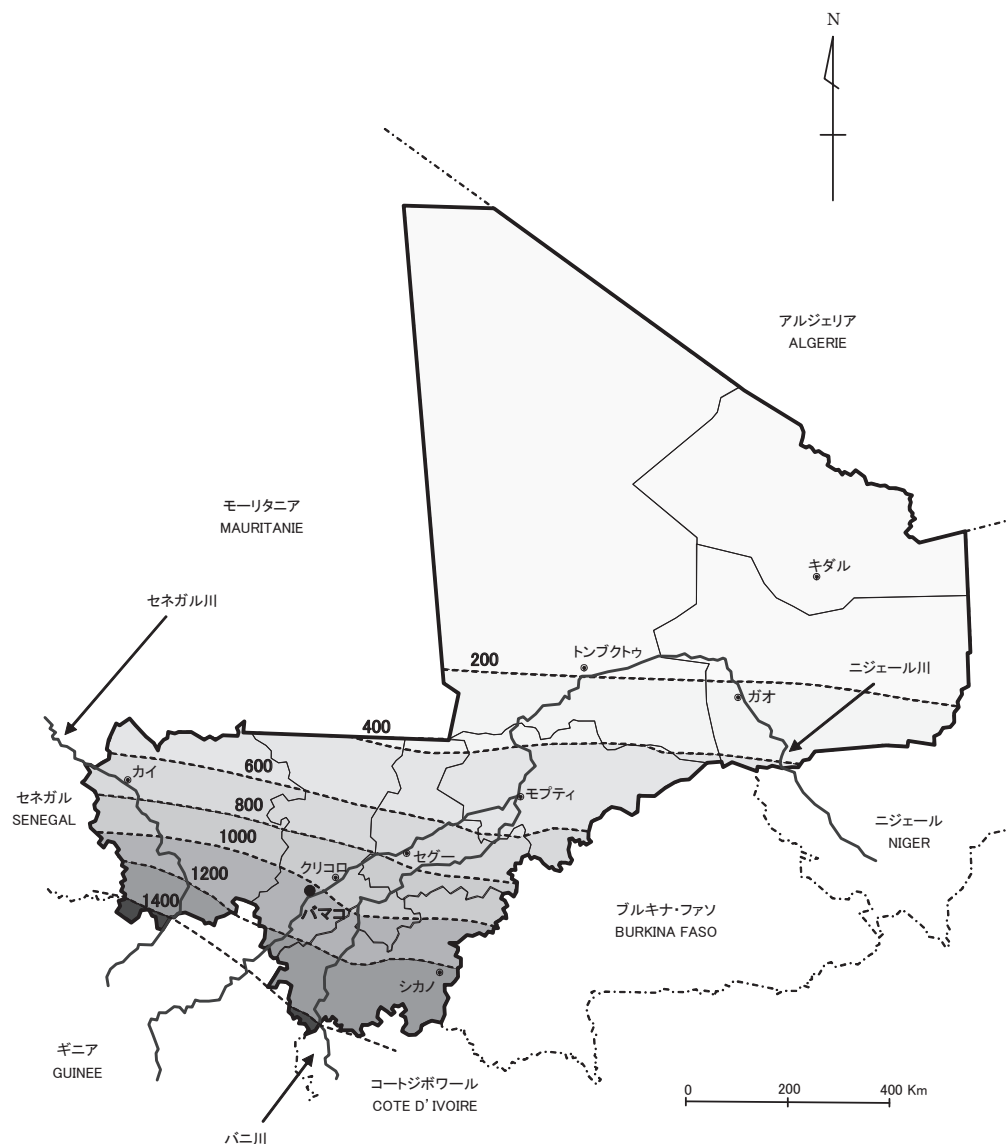 N
アルジェリア
ALGERIE
モーリタニア
MAURITANIE
キダル
セネガル川
トンブクトゥ
200
ニジェール川
ガオ
400
600
カイ
セネガル
SENEGAL
800
モプティ
1000
ニジェール
NIGER
セグー
クリコロ
1200
バマコ
1400
ブルキナ・ファソ
BURKINA FASO
シカソ
ギニア
GUINEE
コートジボワール
COTE D'IVOIRE
0 200 400 Km
バニ川